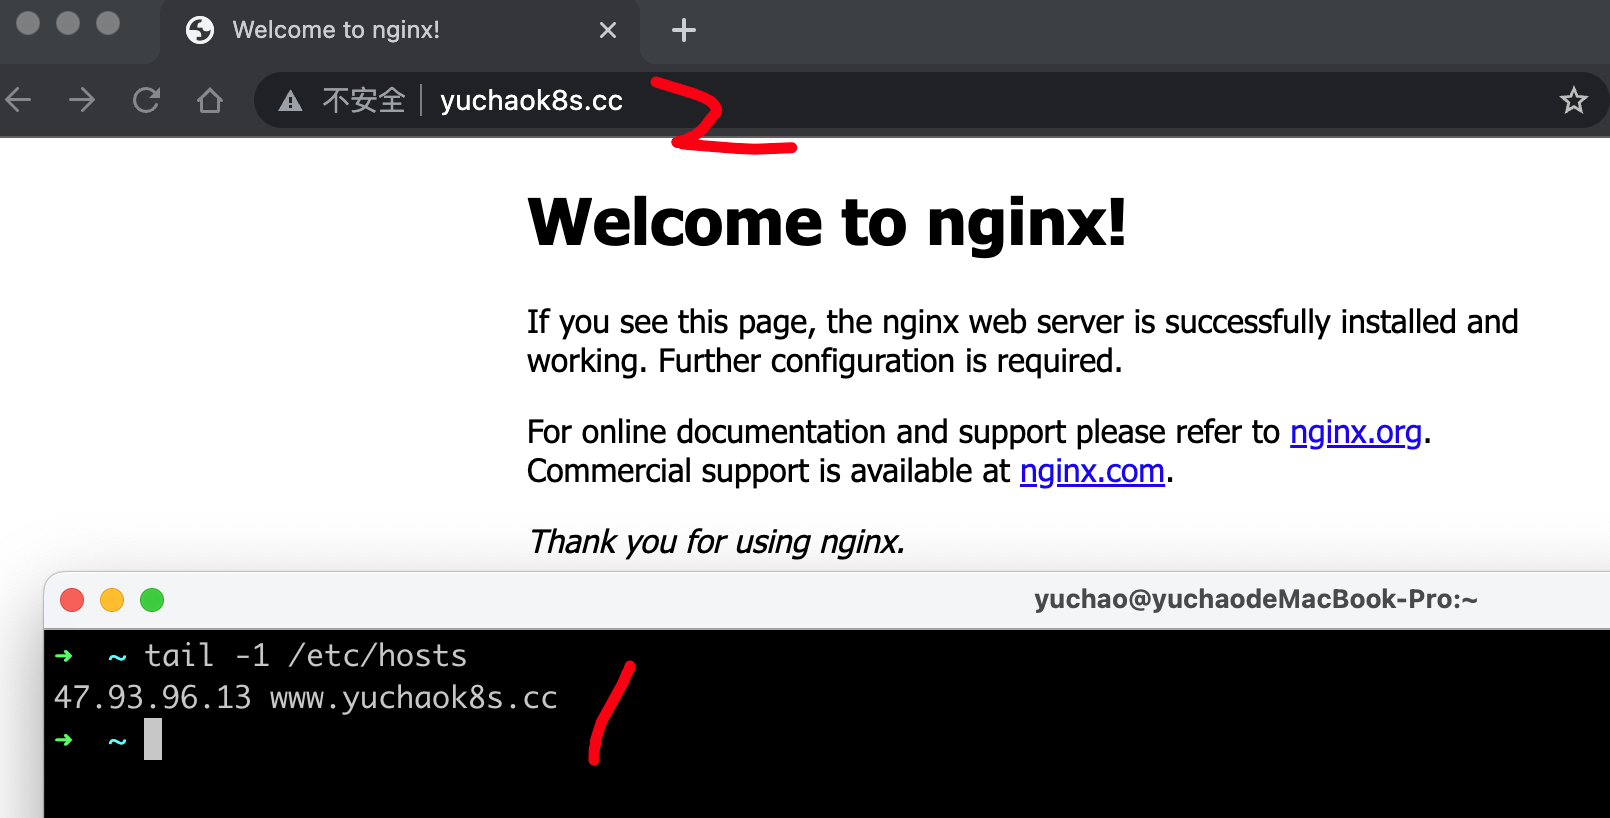 Welcome to nginx!
不安全 yuchaok8s.cc
2
Welcome to nginx!
If you see this page, the nginx web server is successfully installed and
working. Further configuration is required.
For online documentation and support please refer to nginx.org.
Commercial support is available at nginx.com.
Thank you for using nginx.
yuchao@yuchaodeMacBook-Pro:~
➜ ~ tail -1 /etc/hosts
47.93.96.13 www.yuchaok8s.cc
1
➜ ~